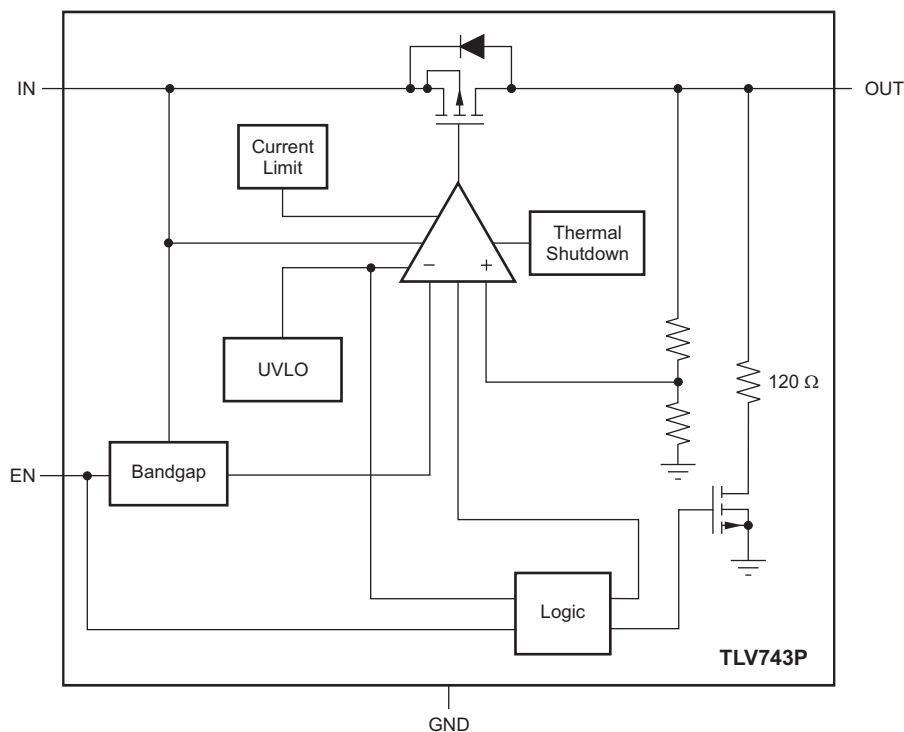 IN
OUT
Current
Limit
Thermal
Shutdown
− +
UVLO
120 Ω
EN
Bandgap
Logic
TLV743P
GND